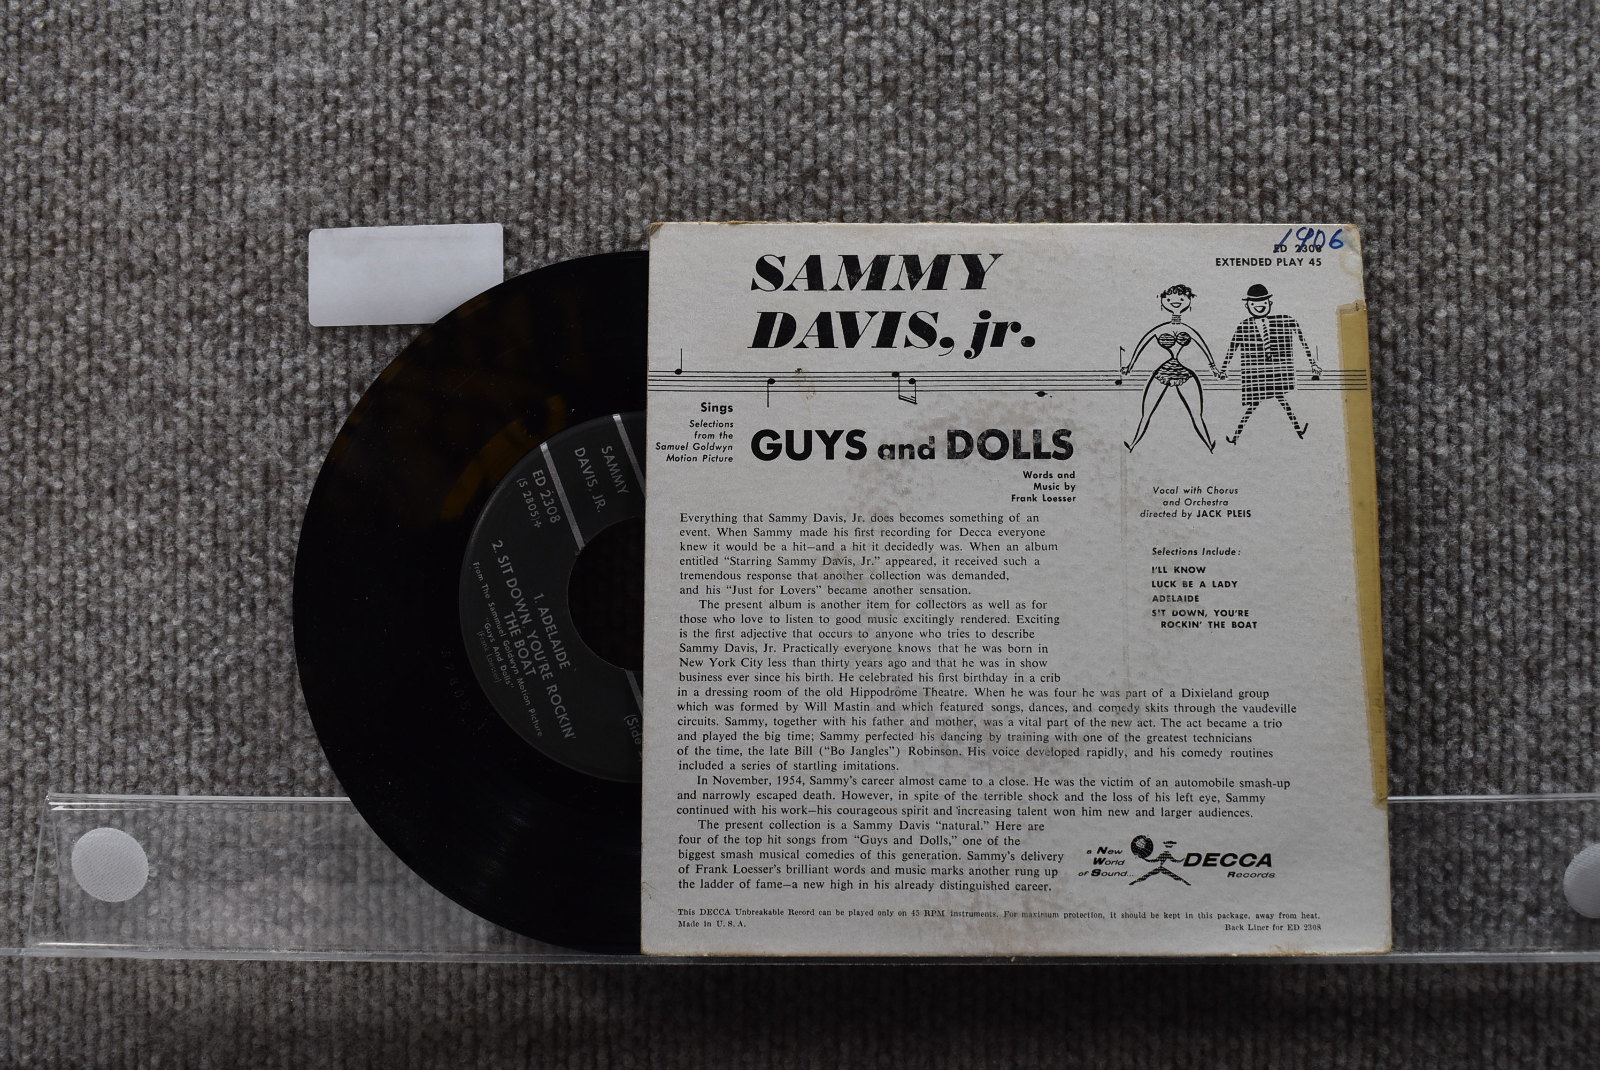 1906
ED 2308
EXTENDED PLAY 45
SAMMY
DAVIS, jr.
Sings
Selections
from the
Samuel Goldwyn
Motion Picture
GUYS and DOLLS
Words and
Music by
Frank Loesser
Vocal with Chorus
and Orchestra
directed by JACK PLEIS
Selections Include:
I'LL KNOW
LUCK BE A LADY
ADELAIDE
SIT DOWN, YOU'RE
ROCKIN' THE BOAT
Everything that Sammy Davis, Jr. does becomes something of an
event. When Sammy made his first recording for Decca everyone
knew it would be a hit—and a hit it decidedly was. When an album
entitled "Starring Sammy Davis, Jr." appeared, it received such a
tremendous response that another collection was demanded,
and his "Just for Lovers" became another sensation.
The present album is another item for collectors as well as for
those who love to listen to good music excitingly rendered. Exciting
is the first adjective that occurs to anyone who tries to describe
Sammy Davis, Jr. Practically everyone knows that he was born in
New York City less than thirty years ago and that he was in show
business ever since his birth. He celebrated his first birthday in a crib
in a dressing room of the old Hippodrome Theatre. When he was four he was part of a Dixieland group
which was formed by Will Mastin and which featured songs, dances, and comedy skits through the vaudeville
circuits. Sammy, together with his father and mother, was a vital part of the new act. The act became a trio
and played the big time; Sammy perfected his dancing by training with one of the greatest technicians
of the time, the late Bill ("Bo Jangles") Robinson. His voice developed rapidly, and his comedy routines
included a series of startling imitations.
In November, 1954, Sammy's career almost came to a close. He was the victim of an automobile smash-up
and narrowly escaped death. However, in spite of the terrible shock and the loss of his left eye, Sammy
continued with his work—his courageous spirit and increasing talent won him new and larger audiences.
The present collection is a Sammy Davis "natural." Here are
four of the top hit songs from "Guys and Dolls," one of the
biggest smash musical comedies of this generation. Sammy's delivery
of Frank Loesser's brilliant words and music marks another rung up
the ladder of fame—a new high in his already distinguished career.
a New
World
of Sound...
DECCA
Records
This DECCA Unbreakable Record can be played only on 45 RPM instruments. For maximum protection, it should be kept in this package, away from heat.
Made in U. S. A.
Back Liner for ED 2308
SAMMY
DAVIS JR.
ED 2308
(Side
1. ADELAIDE
2. SIT DOWN YOU'RE ROCKIN'
THE BOAT
From The Sammuel Goldwyn Motion Picture
"Guys And Dolls"
(Frank Loesser)